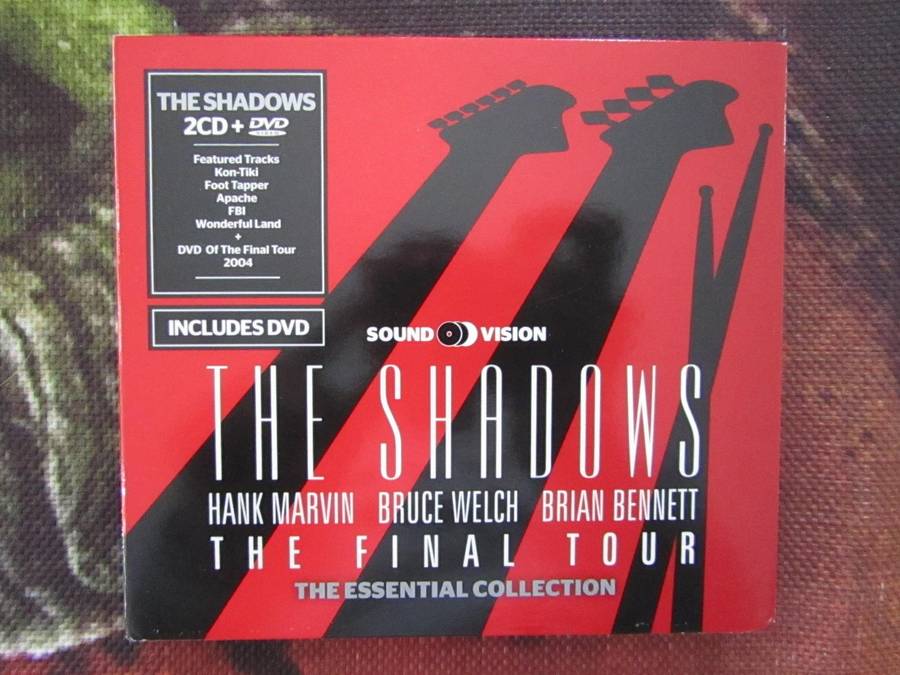 THE SHADOWS
2CD + DVD
VIDEO
Featured Tracks
Kon-Tiki
Foot Tapper
Apache
FBI
Wonderful Land
+
DVD Of The Final Tour
2004
INCLUDES DVD
SOUND VISION
THE SHADOWS
HANK MARVIN BRUCE WELCH BRIAN BENNETT
THE FINAL TOUR
THE ESSENTIAL COLLECTION